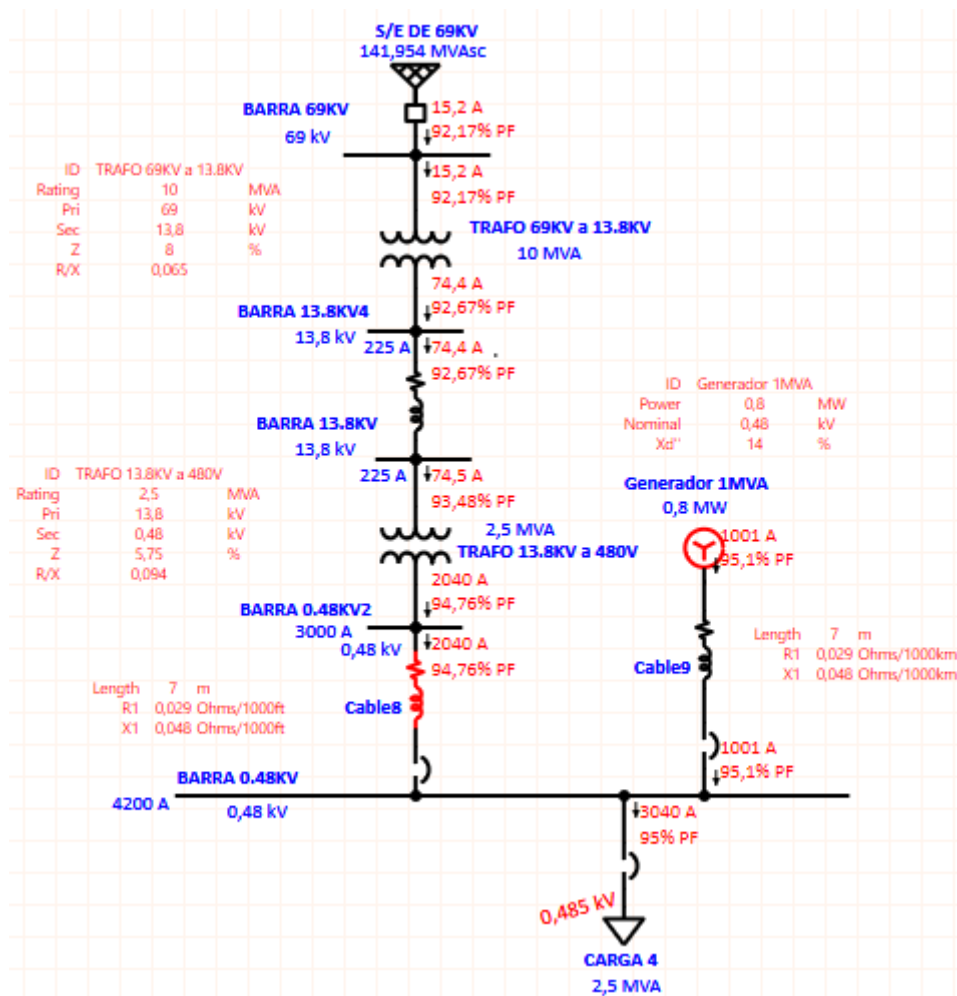 S/E DE 69KV
141,954 MVAsc
BARRA 69KV
69 kV
15,2 A
92,17% PF
15,2 A
92,17% PF
ID TRAFO 69KV a 13.8KV
Rating 10 MVA
Pri 69 kV
Sec 13,8 kV
Z 8 %
R/X 0,065
TRAFO 69KV a 13.8KV
10 MVA
74,4 A
92,67% PF
BARRA 13.8KV4
13,8 kV
225 A
74,4 A
92,67% PF
ID Generador 1MVA
Power 0,8 MW
Nominal 0,48 kV
Xd'' 14 %
BARRA 13.8KV
13,8 kV
225 A
74,5 A
93,48% PF
ID TRAFO 13.8KV a 480V
Rating 2,5 MVA
Pri 13,8 kV
Sec 0,48 kV
Z 5,75 %
R/X 0,094
2,5 MVA
TRAFO 13.8KV a 480V
Generador 1MVA
0,8 MW
1001 A
95,1% PF
2040 A
94,76% PF
BARRA 0.48KV2
3000 A
0,48 kV
2040 A
94,76% PF
Length 7 m
R1 0,029 Ohms/1000km
X1 0,048 Ohms/1000km
Cable9
Length 7 m
R1 0,029 Ohms/1000ft
X1 0,048 Ohms/1000ft
Cable8
1001 A
95,1% PF
BARRA 0.48KV
4200 A
0,48 kV
3040 A
95% PF
0,485 kV
CARGA 4
2,5 MVA